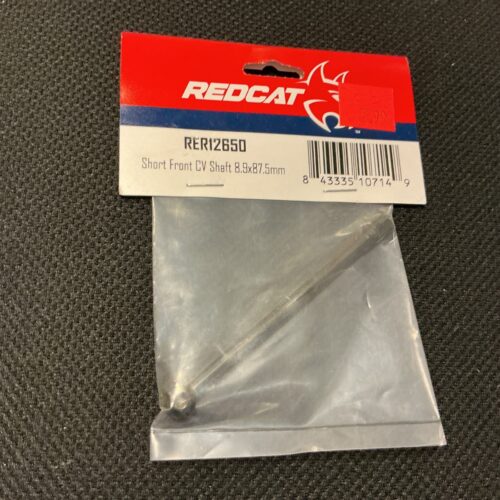 REDCAT
RER12650
Short Front CV Shaft 8.9x87.5mm
8 43335 10714 9